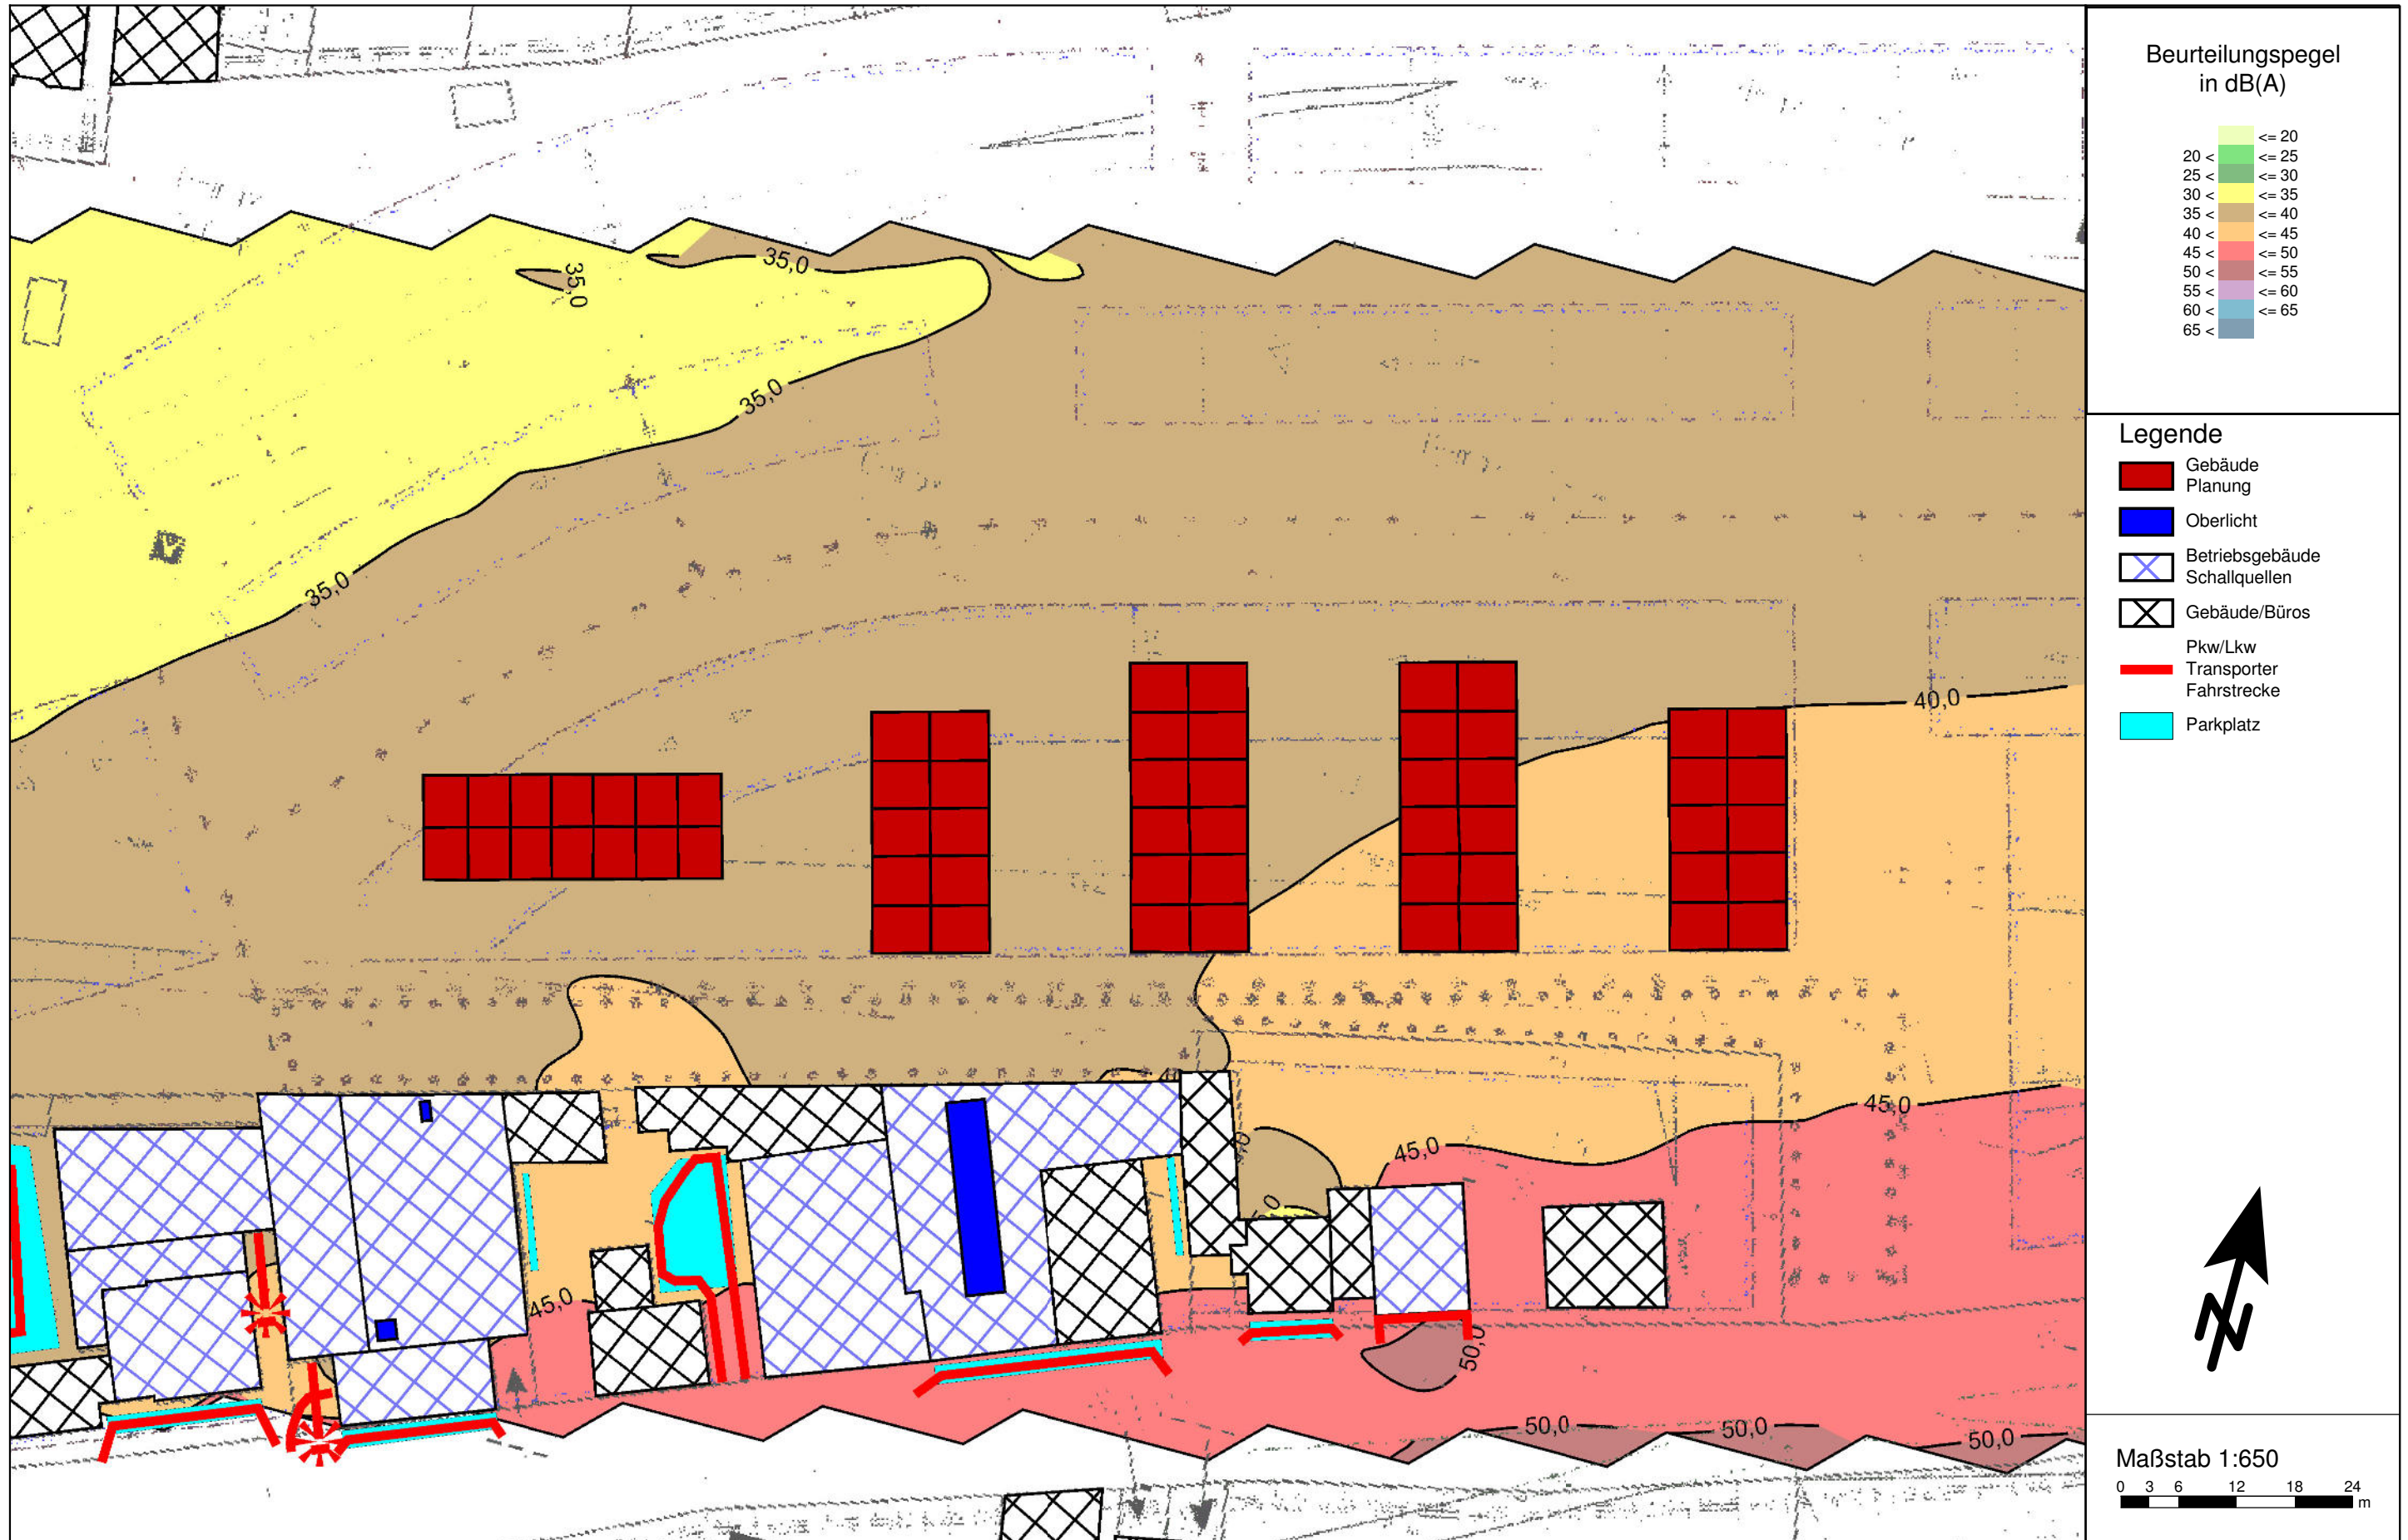 Beurteilungspegel
in dB(A)
<= 20
20 < <= 25
25 < <= 30
30 < <= 35
35 < <= 40
40 < <= 45
45 < <= 50
50 < <= 55
55 < <= 60
60 < <= 65
65 <
Legende
Gebäude
Planung
Oberlicht
Betriebsgebäude
Schallquellen
Gebäude/Büros
Pkw/Lkw
Transporter
Fahrstrecke
Parkplatz
35,0
35,0
35,0
35,0
40,0
45,0
45,0
45,0
50,0
50,0
50,0
50,0
N
Maßstab 1:650
0 3 6 12 18 24
m